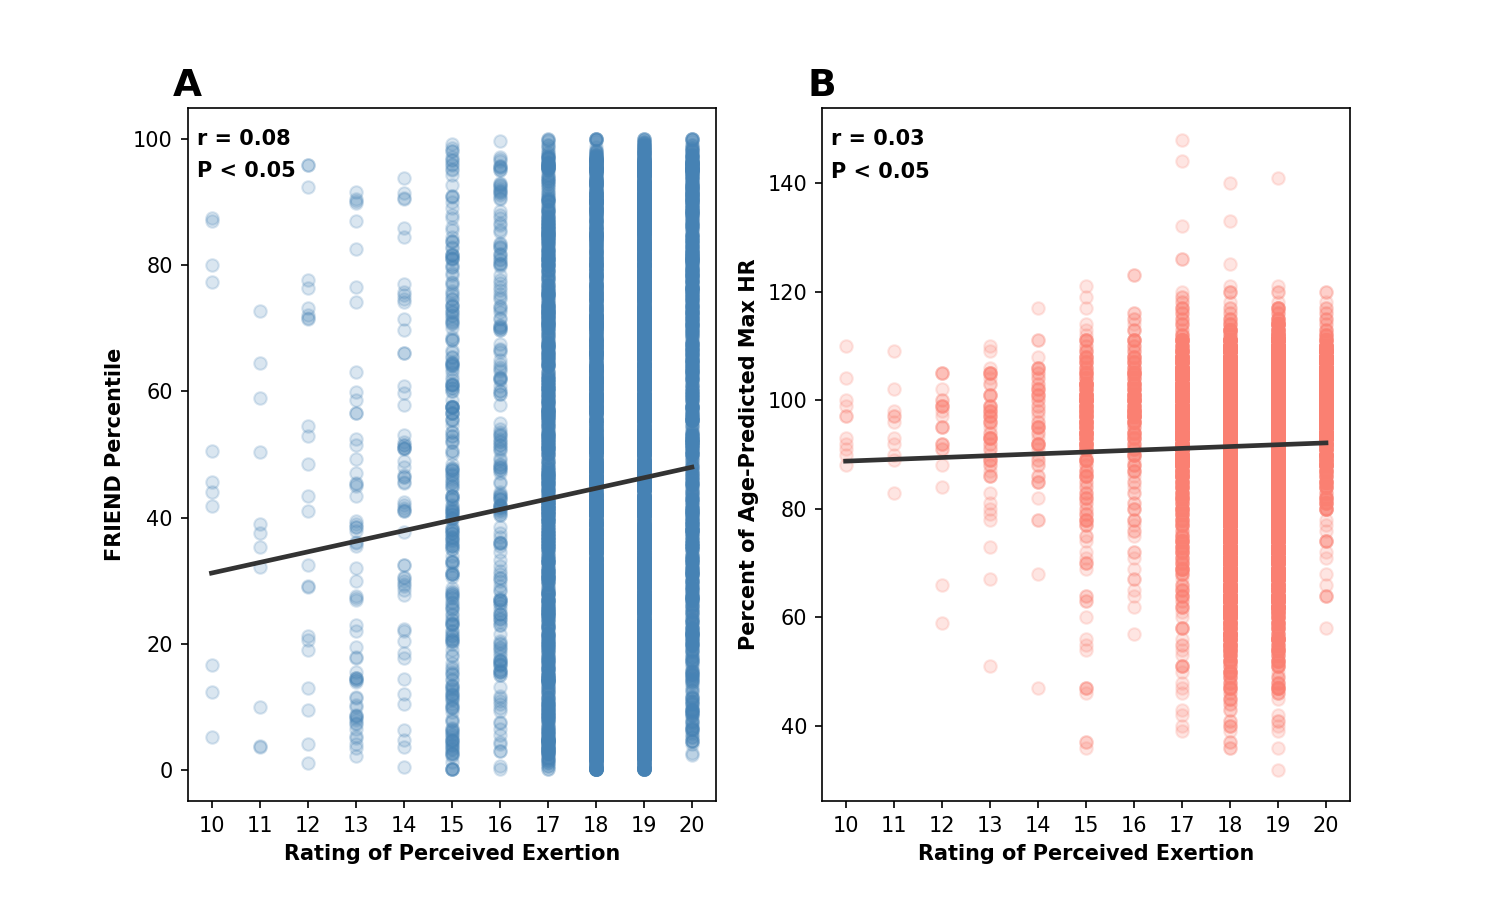 A
r = 0.08
P < 0.05
100
80
60
40
20
0
FRIEND Percentile
10 11 12 13 14 15 16 17 18 19 20
Rating of Perceived Exertion
B
r = 0.03
P < 0.05
140
120
100
80
60
40
Percent of Age-Predicted Max HR
10 11 12 13 14 15 16 17 18 19 20
Rating of Perceived Exertion